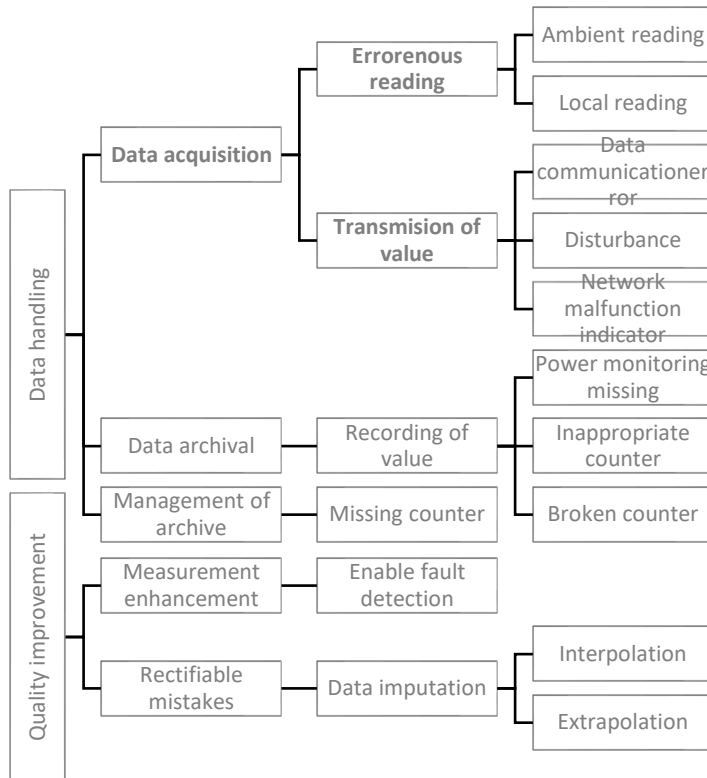 Data handling
Data acquisition
Errorenous
reading
Ambient reading
Local reading
Transmision of
value
Data
communicationer
ror
Disturbance
Network
malfunction
indicator
Data archival
Recording of
value
Power monitoring
missing
Inappropriate
counter
Broken counter
Management of
archive
Missing counter
Quality improvement
Measurement
enhancement
Enable fault
detection
Rectifiable
mistakes
Data imputation
Interpolation
Extrapolation